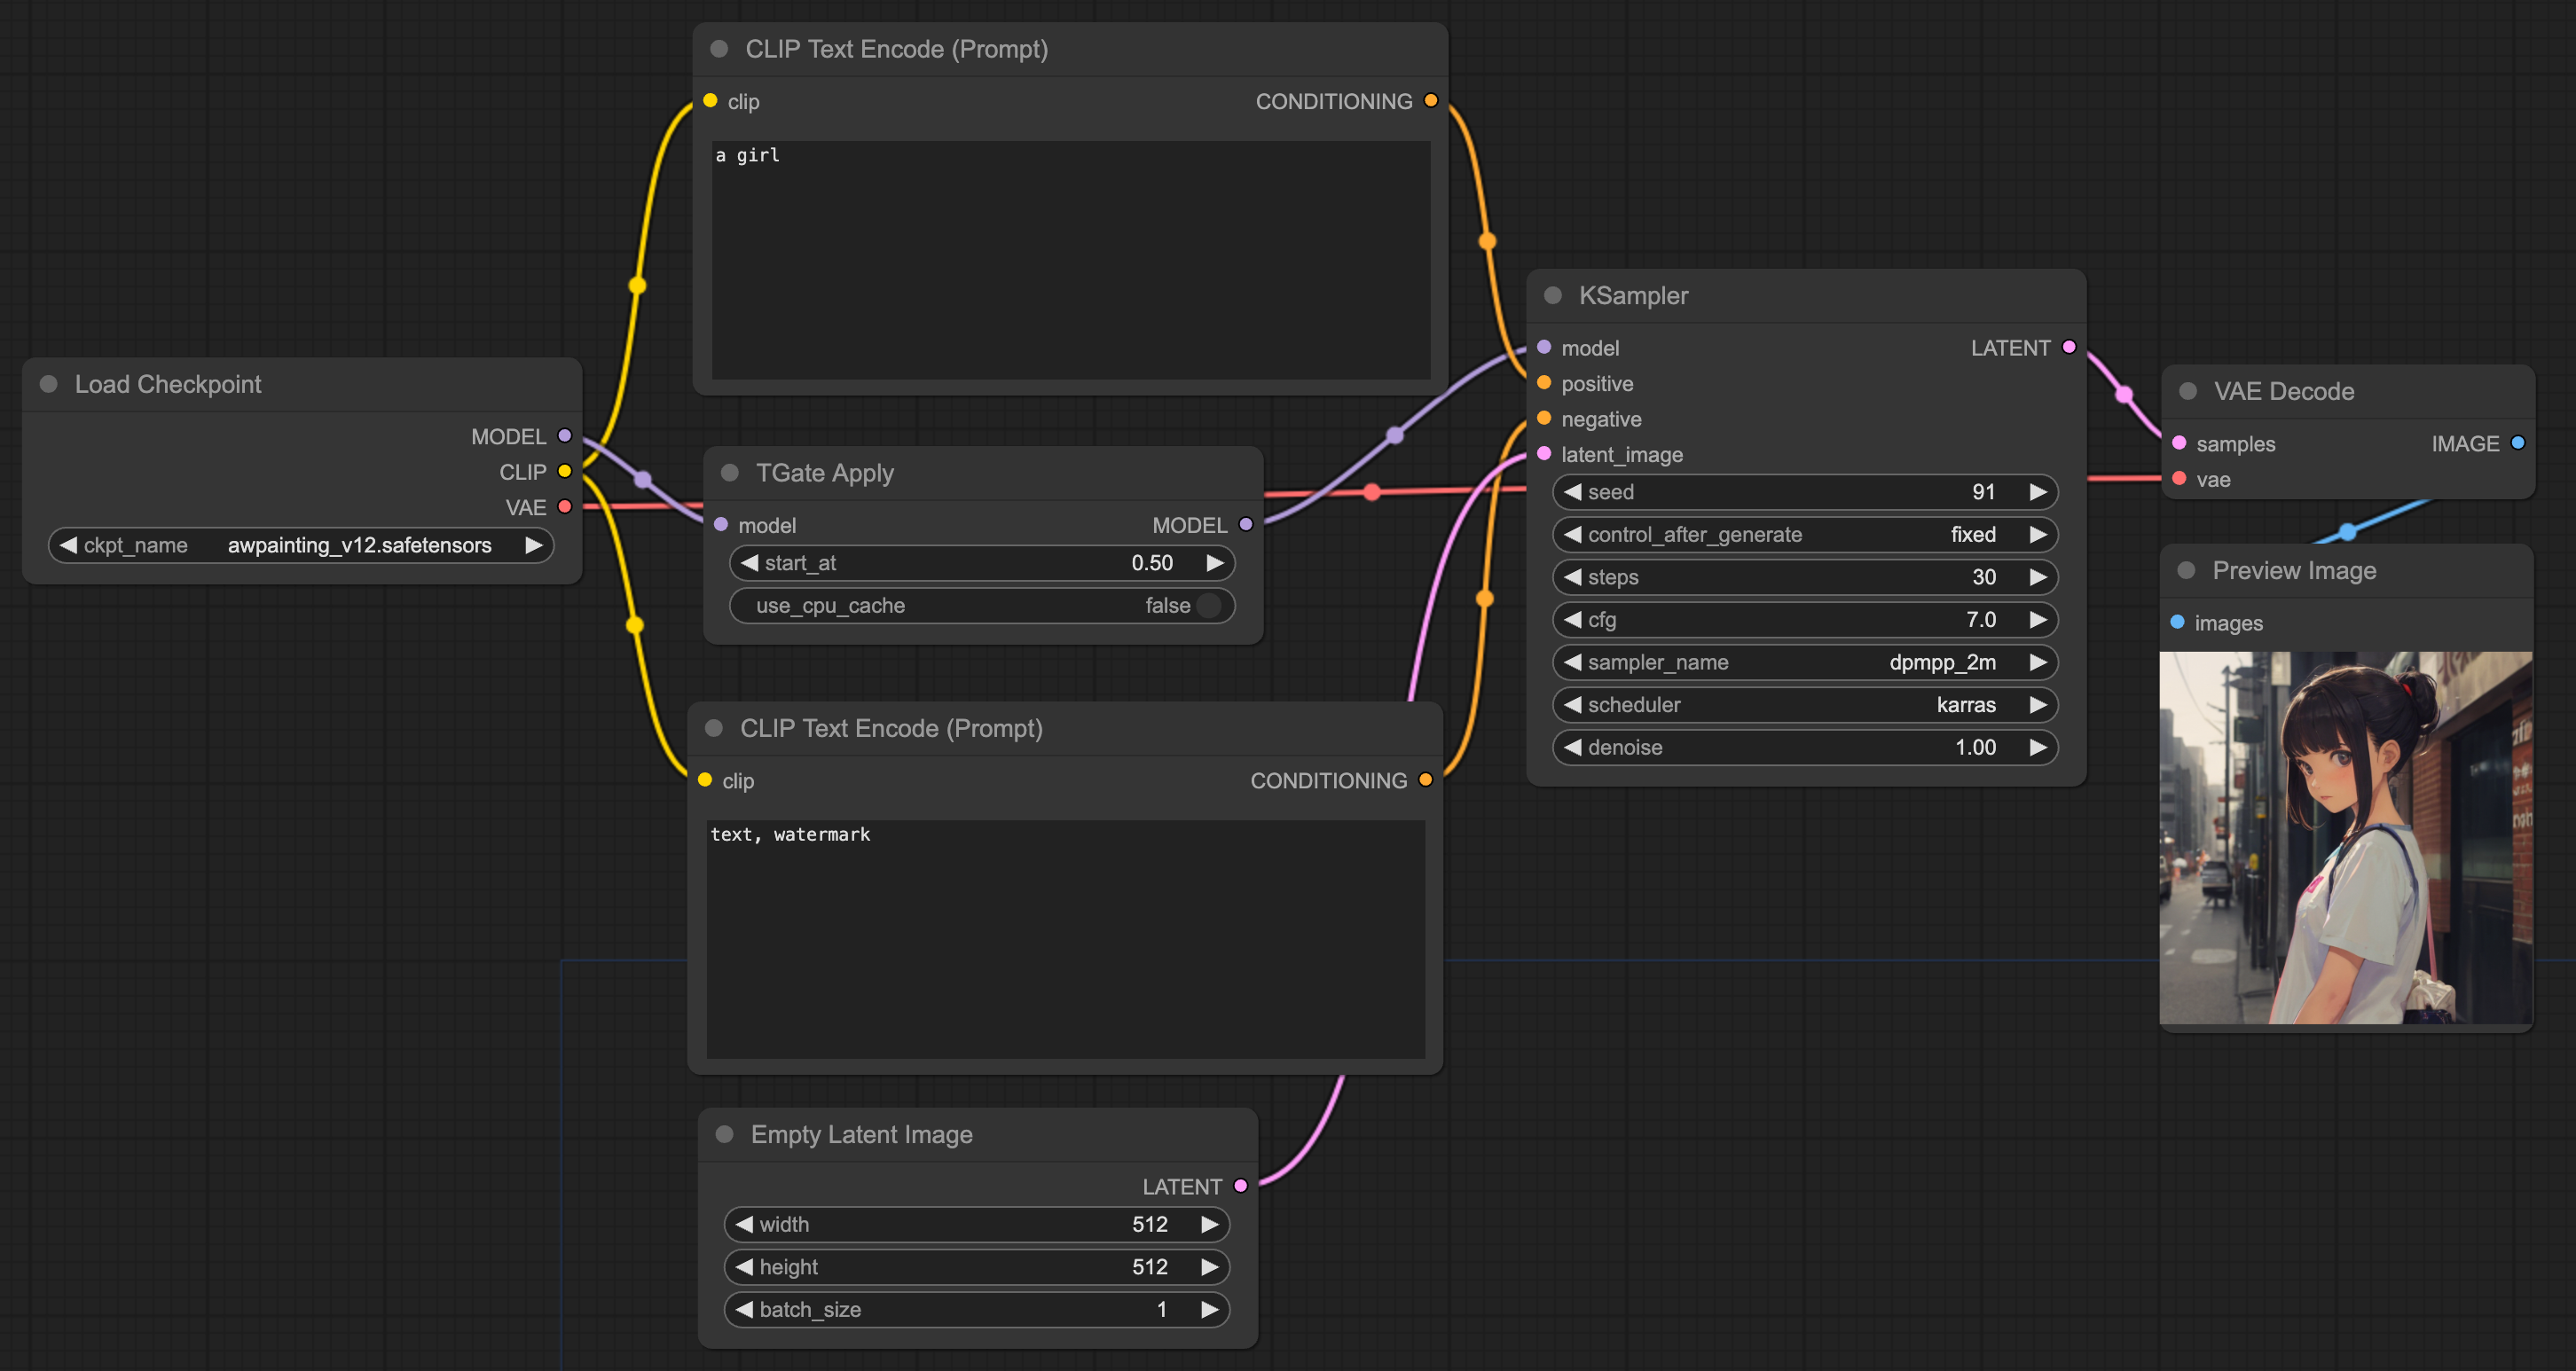 CLIP Text Encode (Prompt)
clip CONDITIONING
a girl
Load Checkpoint
MODEL
CLIP
VAE
ckpt_name awpainting_v12.safetensors
TGate Apply
model MODEL
start_at 0.50
use_cpu_cache false
CLIP Text Encode (Prompt)
clip CONDITIONING
text, watermark
Empty Latent Image
LATENT
width 512
height 512
batch_size 1
KSampler
model LATENT
positive
negative
latent_image
seed 91
control_after_generate fixed
steps 30
cfg 7.0
sampler_name dpmpp_2m
scheduler karras
denoise 1.00
VAE Decode
samples IMAGE
vae
Preview Image
images